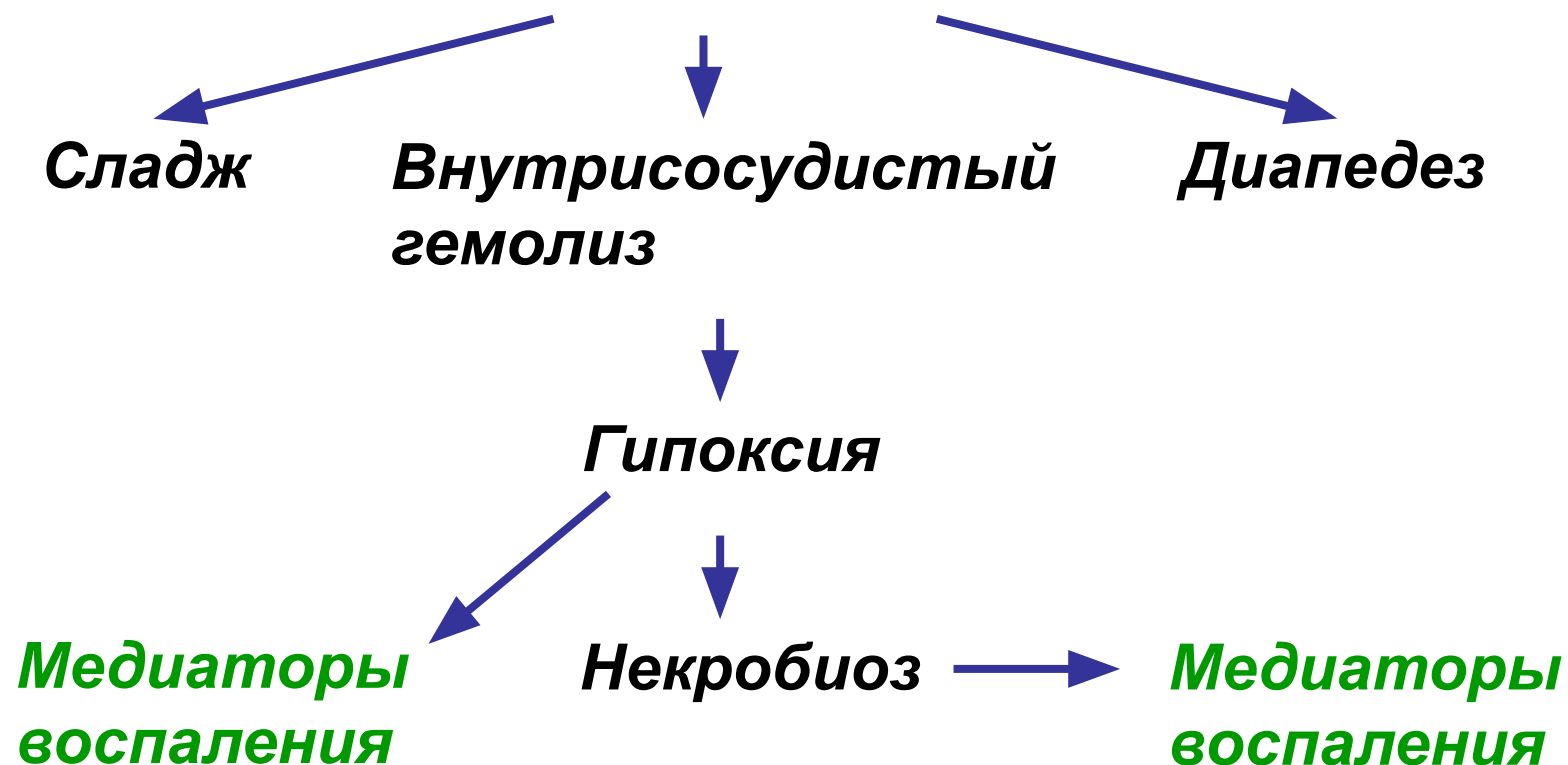 Сладж
Внутрисосудистый
гемолиз
Диапедез
Гипоксия
Медиаторы
воспаления
Некробиоз
Медиаторы
воспаления